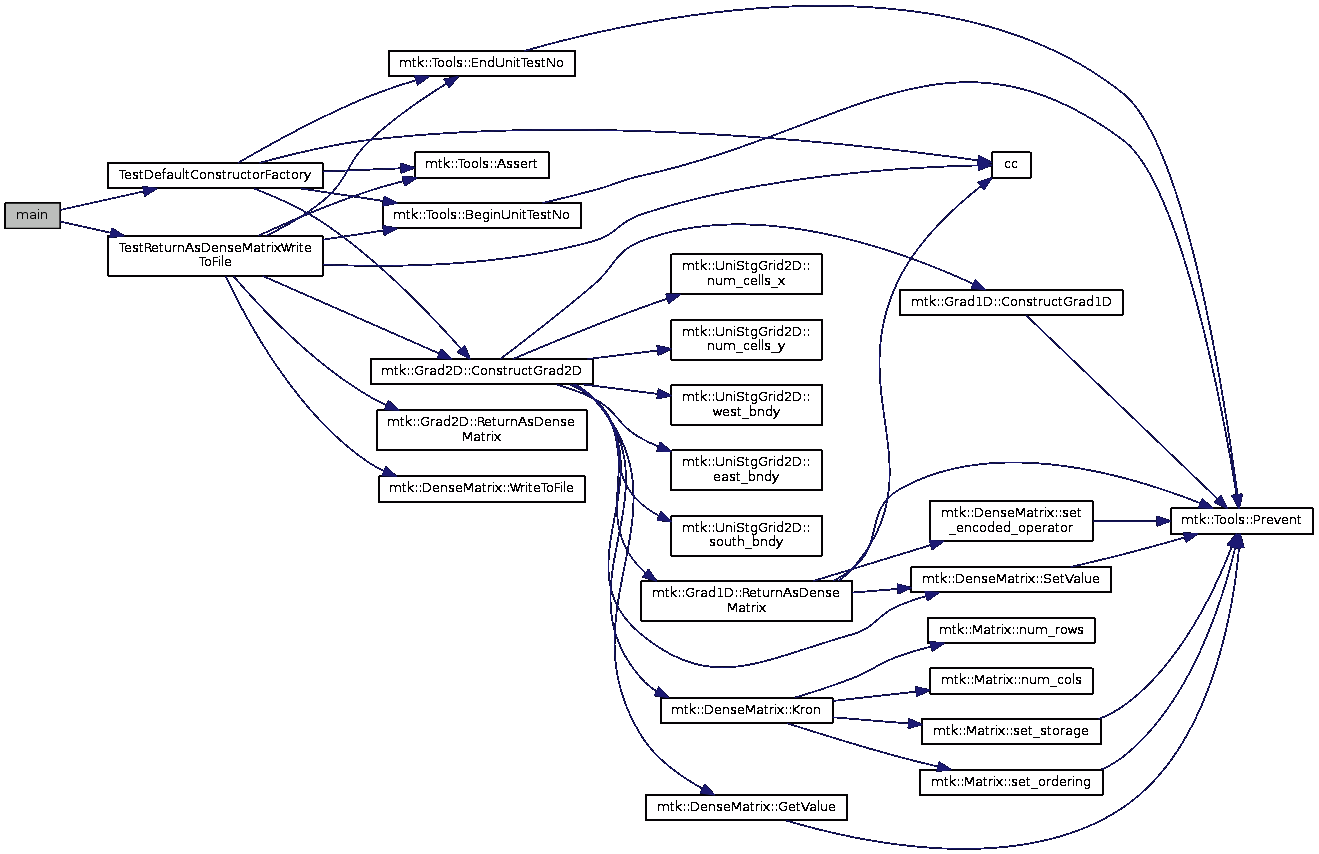 main
TestDefaultConstructorFactory
TestReturnAsDenseMatrixWrite
ToFile
mtk::Tools::EndUnitTestNo
mtk::Tools::Assert
mtk::Tools::BeginUnitTestNo
mtk::Grad2D::ConstructGrad2D
mtk::Grad2D::ReturnAsDense
Matrix
mtk::DenseMatrix::WriteToFile
mtk::UniStgGrid2D::
num_cells_x
mtk::UniStgGrid2D::
num_cells_y
mtk::UniStgGrid2D::
west_bndy
mtk::UniStgGrid2D::
east_bndy
mtk::UniStgGrid2D::
south_bndy
mtk::Grad1D::ReturnAsDense
Matrix
mtk::DenseMatrix::Kron
mtk::DenseMatrix::GetValue
cc
mtk::Grad1D::ConstructGrad1D
mtk::DenseMatrix::set
_encoded_operator
mtk::DenseMatrix::SetValue
mtk::Matrix::num_rows
mtk::Matrix::num_cols
mtk::Matrix::set_storage
mtk::Matrix::set_ordering
mtk::Tools::Prevent